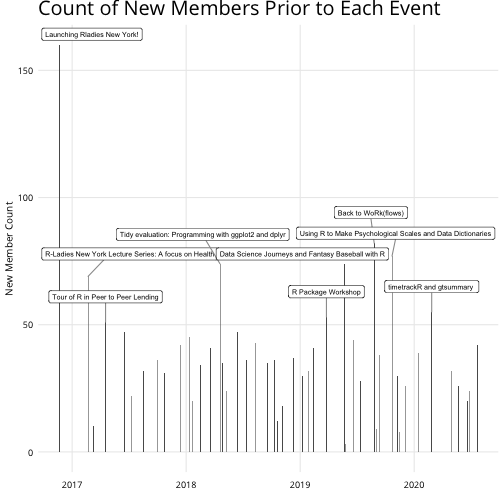 Count of New Members Prior to Each Event
Launching Rladies New York!
150
Back to WoRk(flows)
100
Tidy evaluation: Programming with ggplot2 and dplyr
Using R to Make Psychological Scales and Data Dictionaries
R-Ladies New York Lecture Series: A focus on Health
Data Science Journeys and Fantasy Baseball with R
Tour of R in Peer to Peer Lending
R Package Workshop
timetrackR and gtsummary
50
0
New Member Count
2017
2018
2019
2020